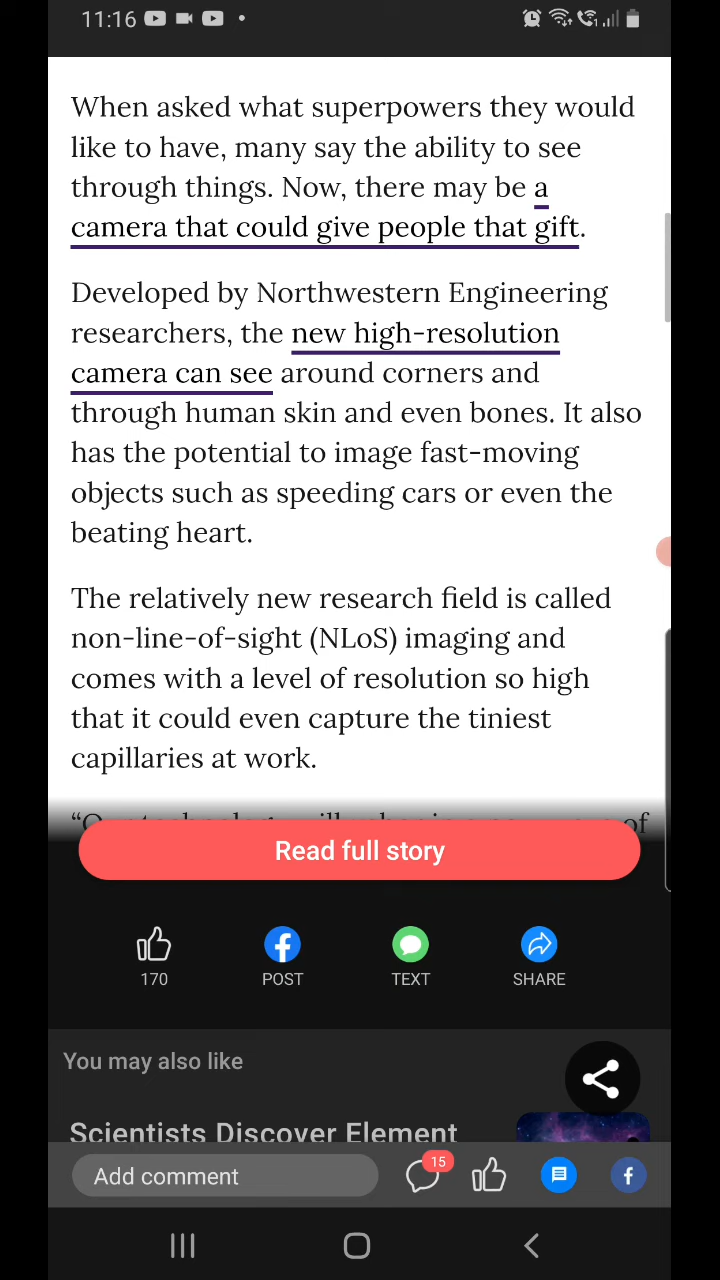 11:16
When asked what superpowers they would
like to have, many say the ability to see
through things. Now, there may be a
camera that could give people that gift.
Developed by Northwestern Engineering
researchers, the new high-resolution
camera can see around corners and
through human skin and even bones. It also
has the potential to image fast-moving
objects such as speeding cars or even the
beating heart.
The relatively new research field is called
non-line-of-sight (NLoS) imaging and
comes with a level of resolution so high
that it could even capture the tiniest
capillaries at work.
of
Read full story
170
POST
TEXT
SHARE
You may also like
Scientists Discover Element
Add comment
15